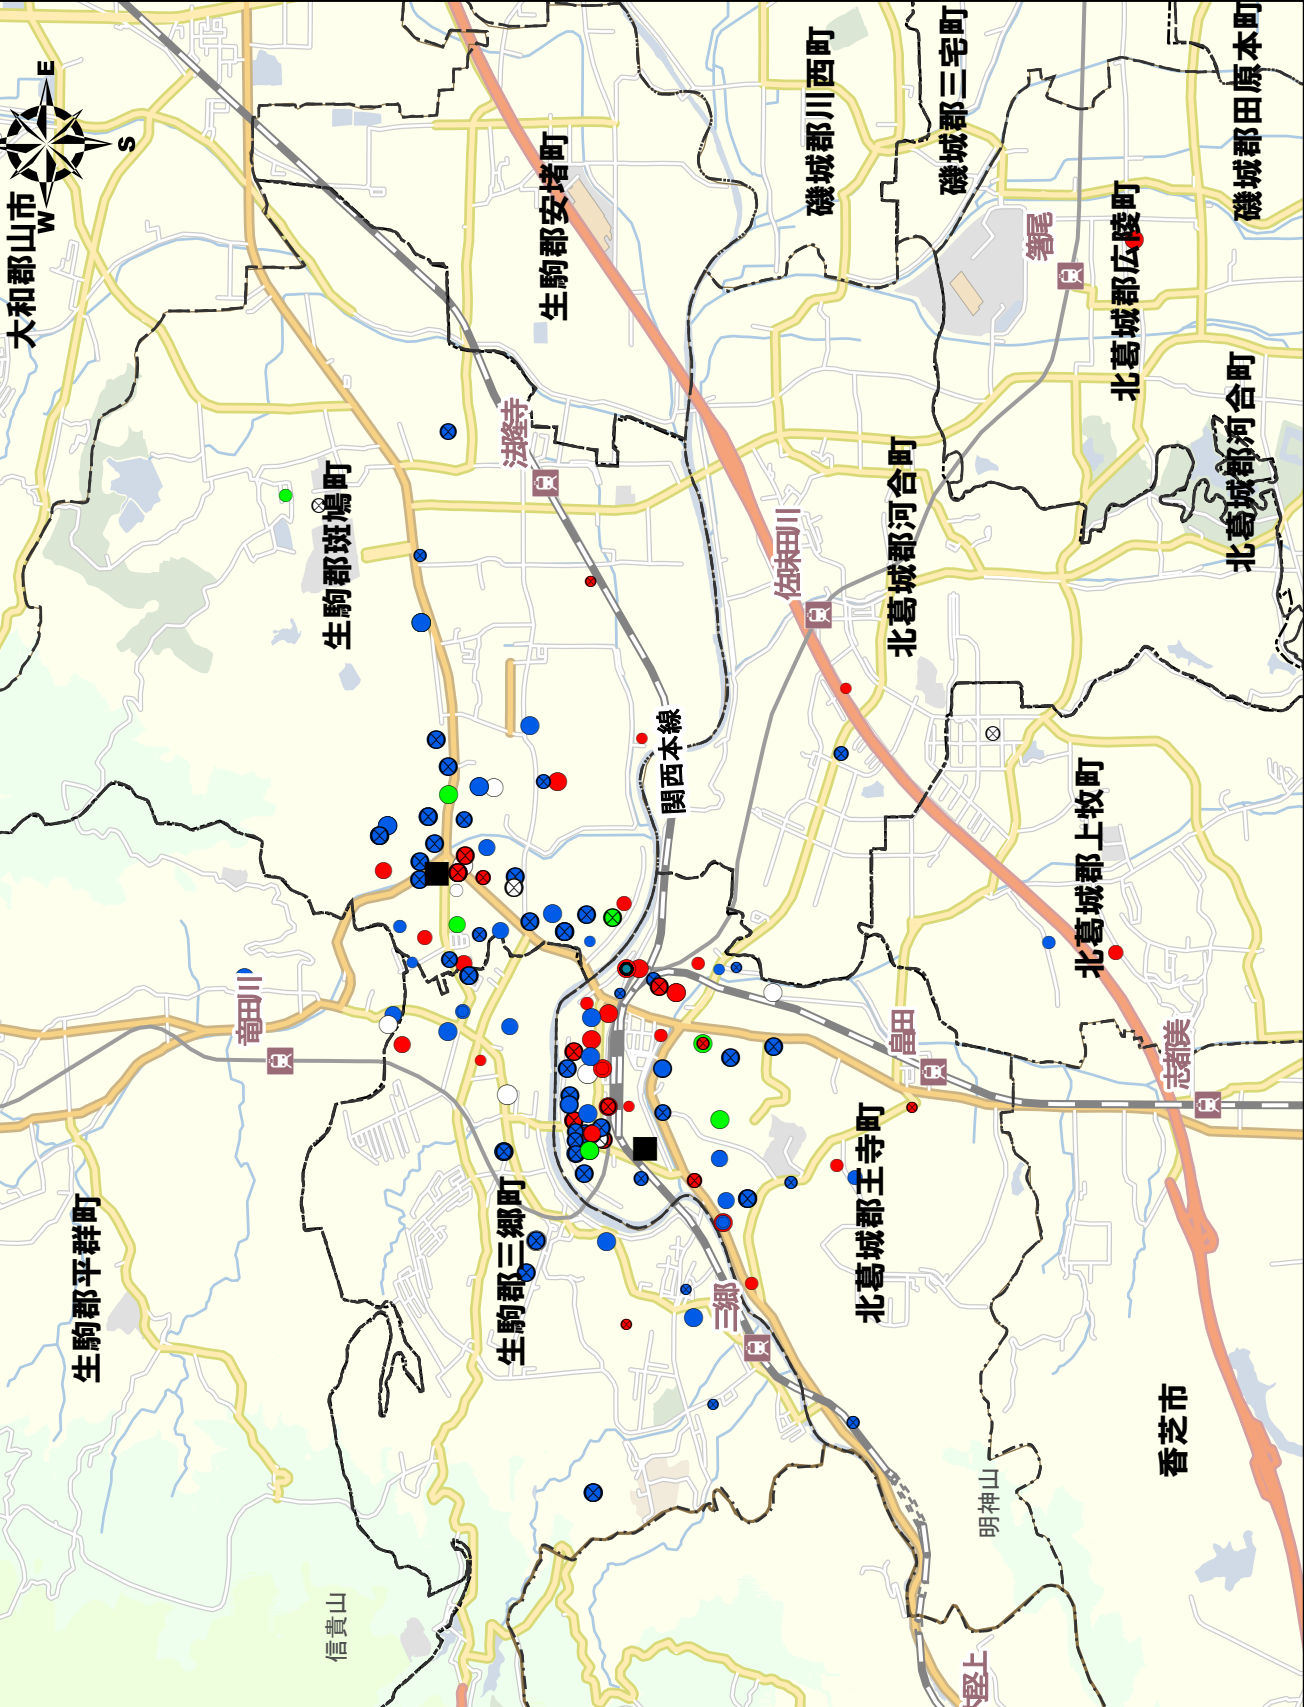 大和郡山市
E
S
W
生駒郡安堵町
磯城郡川西町
磯城郡三宅町
磯城郡田原本町
箸尾
北葛城郡広陵町
法隆寺
生駒郡斑鳩町
佐味田川
北葛城郡河合町
北葛城郡河合町
関西本線
北葛城郡上牧町
竜田川
畠田
志都美
生駒郡平群町
生駒郡三郷町
北葛城郡王寺町
三郷
香芝市
明神山
信貴山
堅上